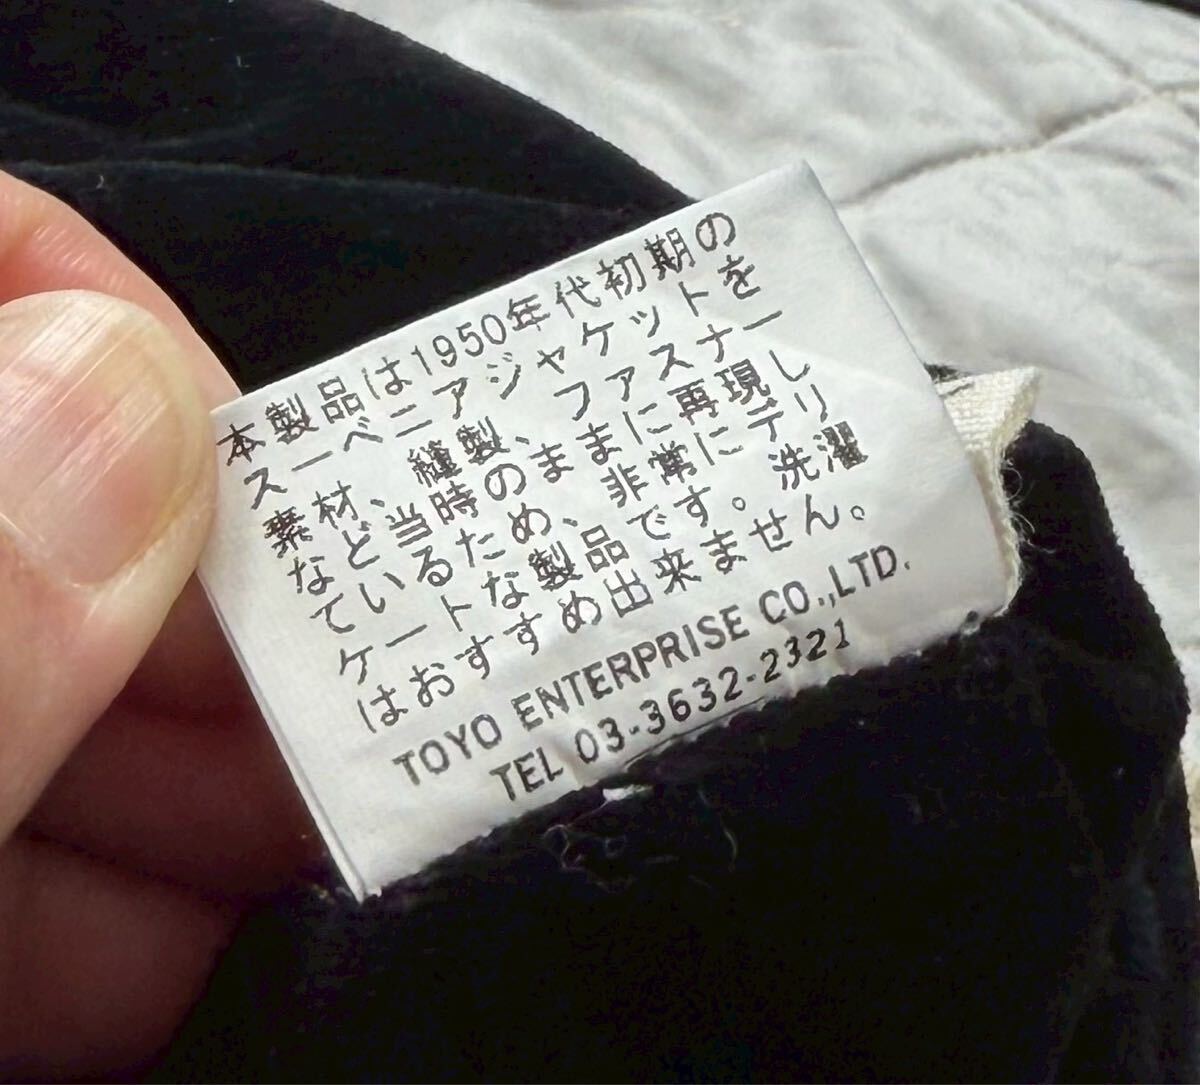 本製品は1950年代初期の
スーベニアジャケットを
素材、縫製、ファスナー
など当時のままに再現し
ているため、非常にデリ
ケートな製品です。洗濯
はおすすめ出来ません。
TOYO ENTERPRISE CO.,LTD.
TEL 03-3632-2321